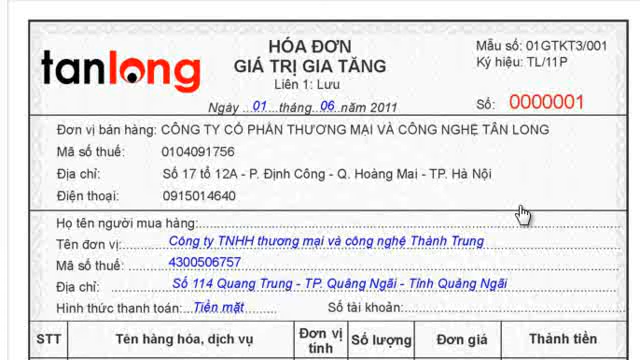 tanlong
HÓA ĐƠN
GIÁ TRỊ GIA TĂNG
Liên 1: Lưu
Ngày ...01....tháng...06...năm 2011
Mẫu số: 01GTKT3/001
Ký hiệu: TL/11P
Số: 0000001
Đơn vị bán hàng: CÔNG TY CỔ PHẦN THƯƠNG MẠI VÀ CÔNG NGHỆ TÂN LONG
Mã số thuế: 0104091756
Địa chỉ: Số 17 tổ 12A - P. Định Công - Q. Hoàng Mai - TP. Hà Nội
Điện thoại: 0915014640
Họ tên người mua hàng:
Tên đơn vị: Công ty TNHH thương mại và công nghệ Thành Trung
Mã số thuế: 4300506757
Địa chỉ: Số 114 Quang Trung - TP. Quãng Ngãi - Tỉnh Quãng Ngãi
Hình thức thanh toán: Tiền mặt Số tài khoản:
STT Tên hàng hóa, dịch vụ Đơn vị tính Số lượng Đơn giá Thành tiền